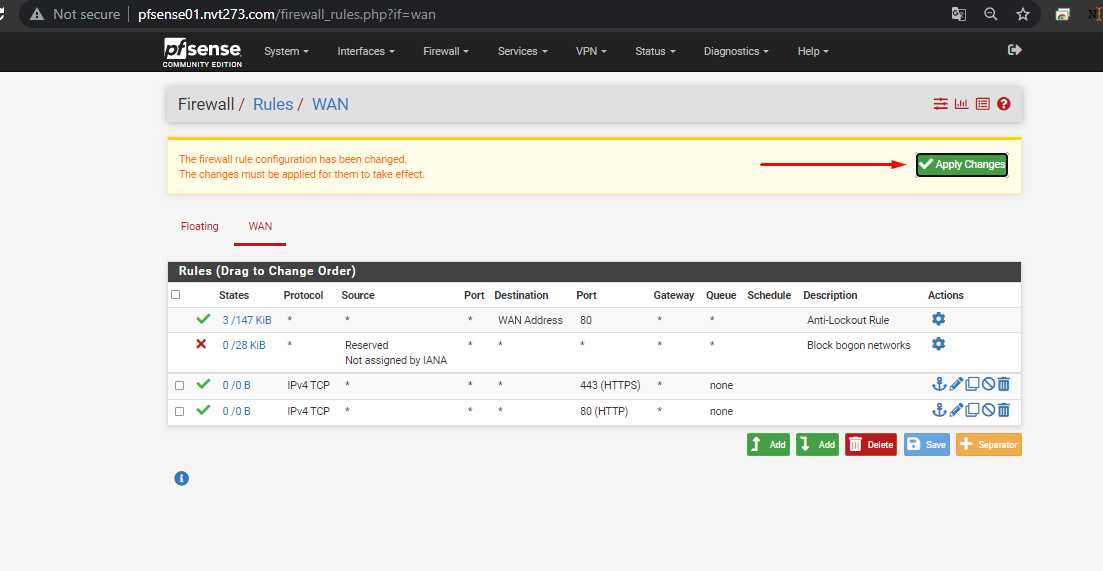 Not secure | pfsense01.nvt273.com/firewall_rules.php?if=wan
pfsense
COMMUNITY EDITION
System Interfaces Firewall Services VPN Status Diagnostics Help
Firewall / Rules / WAN
The firewall rule configuration has been changed.
The changes must be applied for them to take effect.
Apply Changes
Floating WAN
Rules (Drag to Change Order)
States Protocol Source Port Destination Port Gateway Queue Schedule Description Actions
3 /147 KiB * * * WAN Address 80 * * Anti-Lockout Rule
0 /28 KiB * Reserved * * * * * Block bogon networks
Not assigned by IANA
0 /0 B IPv4 TCP * * * 443 (HTTPS) * none
0 /0 B IPv4 TCP * * * 80 (HTTP) * none
Add Add Delete Save Separator